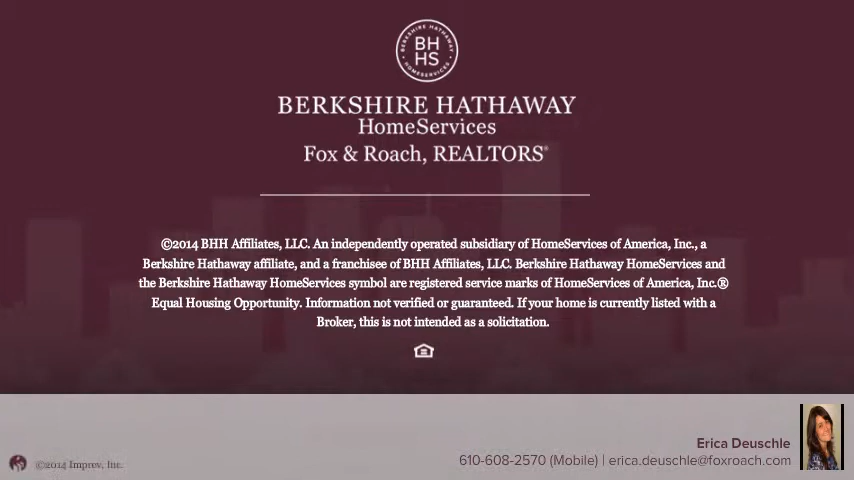 BERKSHIRE HATHAWAY
BH
HS
HOMESERVICES
BERKSHIRE HATHAWAY
HomeServices
Fox & Roach, REALTORS®
©2014 BHH Affiliates, LLC. An independently operated subsidiary of HomeServices of America, Inc., a
Berkshire Hathaway affiliate, and a franchisee of BHH Affiliates, LLC. Berkshire Hathaway HomeServices and
the Berkshire Hathaway HomeServices symbol are registered service marks of HomeServices of America, Inc.®
Equal Housing Opportunity. Information not verified or guaranteed. If your home is currently listed with a
Broker, this is not intended as a solicitation.
Erica Deuschle
610-608-2570 (Mobile) | erica.deuschle@foxroach.com
©2014 Imprev, Inc.